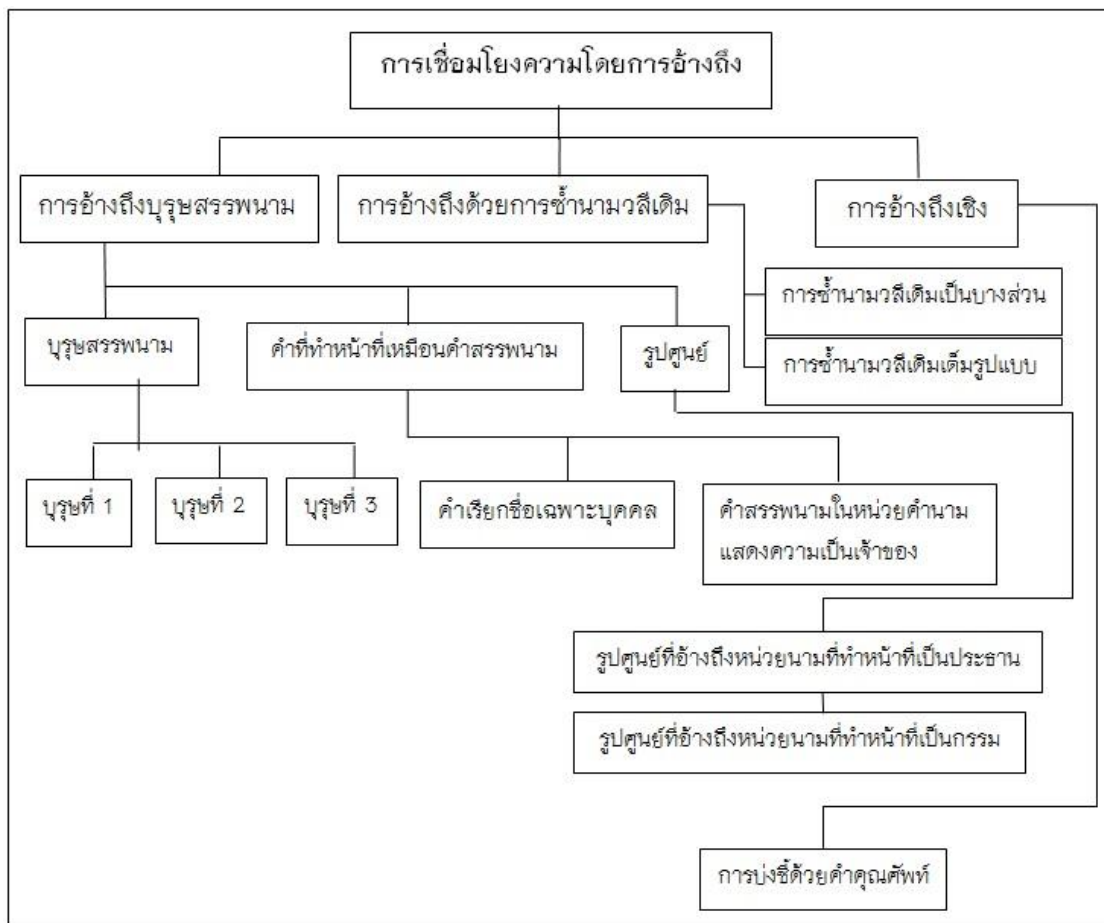 การเชื่อมโยงความโดยการอ้างถึง
การอ้างถึงบุรุษสรรพนาม
การอ้างถึงด้วยการซ้ำนามวลีเดิม
การอ้างถึงเชิง
การซ้ำนามวลีเดิมเป็นบางส่วน
การซ้ำนามวลีเดิมเต็มรูปแบบ
บุรุษสรรพนาม
คำที่ทำหน้าที่เหมือนคำสรรพนาม
รูปศูนย์
บุรุษที่ 1
บุรุษที่ 2
บุรุษที่ 3
คำเรียกชื่อเฉพาะบุคคล
คำสรรพนามในหน่วยคำนาม
แสดงความเป็นเจ้าของ
รูปศูนย์ที่อ้างถึงหน่วยนามที่ทำหน้าที่เป็นประธาน
รูปศูนย์ที่อ้างถึงหน่วยนามที่ทำหน้าที่เป็นกรรม
การบ่งชี้ด้วยคำคุณศัพท์